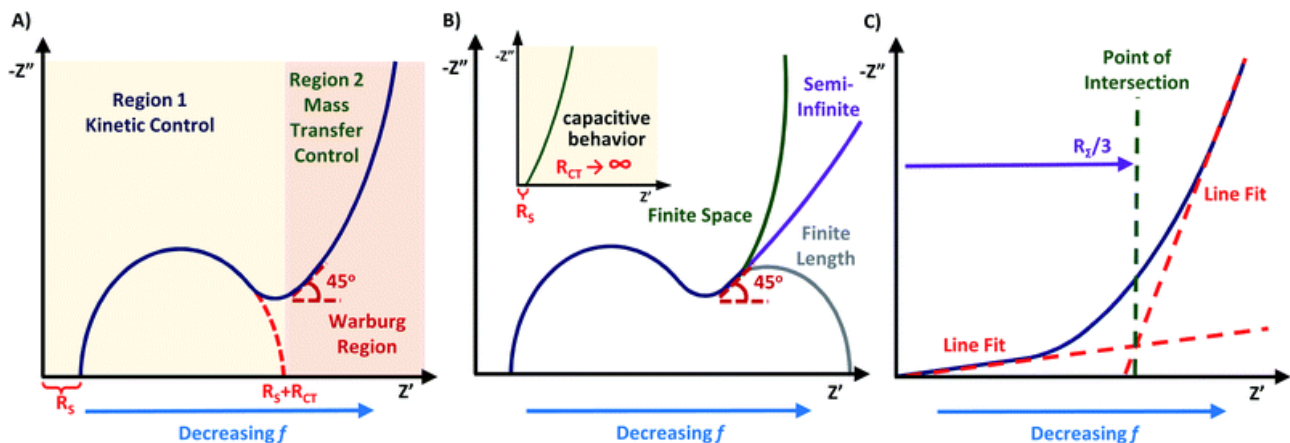 A)
-Z"
Region 1
Kinetic Control
Region 2
Mass
Transfer
Control
45°
Warburg
Region
R_S
R_S+R_CT
Z'
Decreasing f
B)
-Z"
-Z"
capacitive
behavior
R_CT → ∞
Z'
R_S
Semi-
Infinite
Finite Space
Finite
Length
45°
Z'
Decreasing f
C)
-Z"
Point of
Intersection
R_Σ/3
Line Fit
Line Fit
Z'
Decreasing f